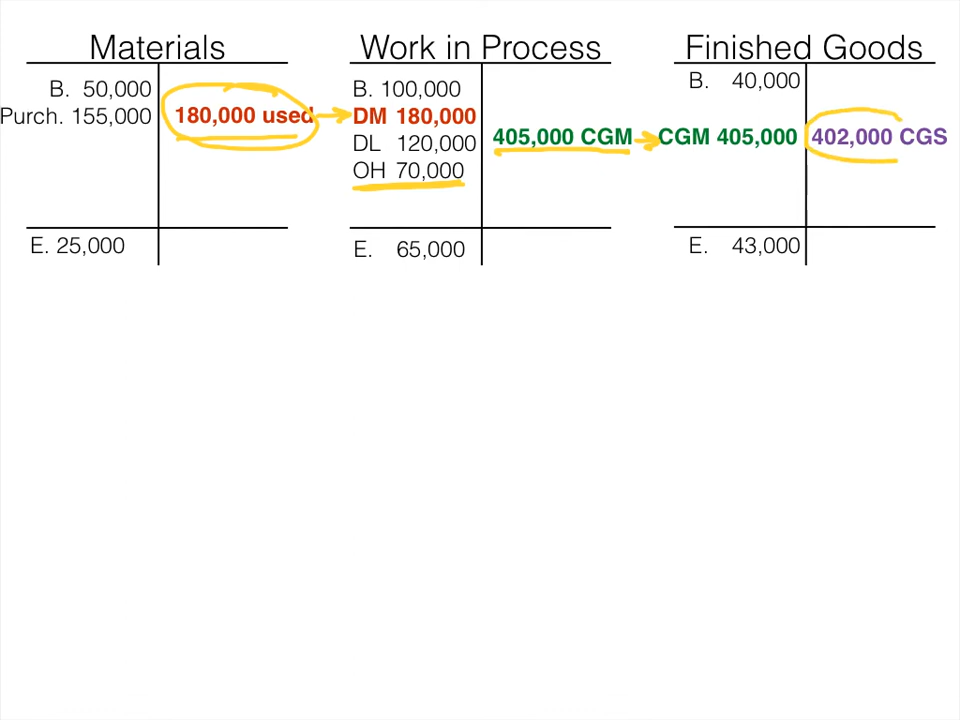 Materials
B. 50,000
Purch. 155,000 180,000 used
E. 25,000
Work in Process
B. 100,000
DM 180,000
DL 120,000
405,000 CGM
OH 70,000
E. 65,000
Finished Goods
B. 40,000
CGM 405,000 402,000 CGS
E. 43,000